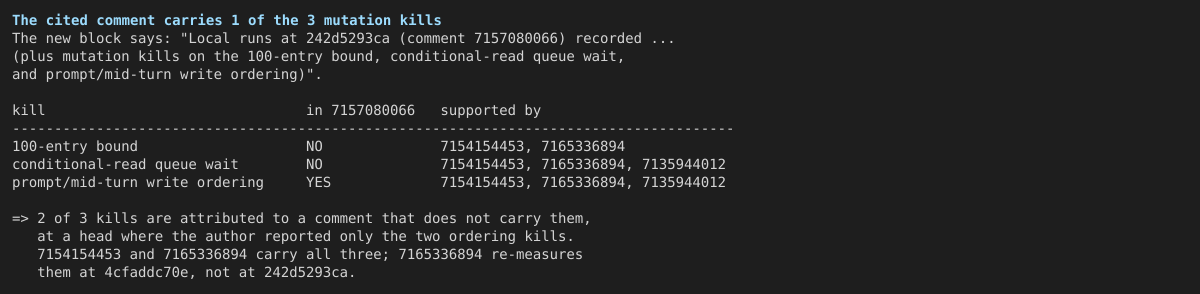 The cited comment carries 1 of the 3 mutation kills
The new block says: "Local runs at 242d5293ca (comment 7157080066) recorded ...
(plus mutation kills on the 100-entry bound, conditional-read queue wait,
and prompt/mid-turn write ordering)".
kill in 7157080066 supported by
---------------------------------------------------------------------------------------
100-entry bound NO 7154154453, 7165336894
conditional-read queue wait NO 7154154453, 7165336894, 7135944012
prompt/mid-turn write ordering YES 7154154453, 7165336894, 7135944012
=> 2 of 3 kills are attributed to a comment that does not carry them,
at a head where the author reported only the two ordering kills.
7154154453 and 7165336894 carry all three; 7165336894 re-measures
them at 4cfaddc70e, not at 242d5293ca.